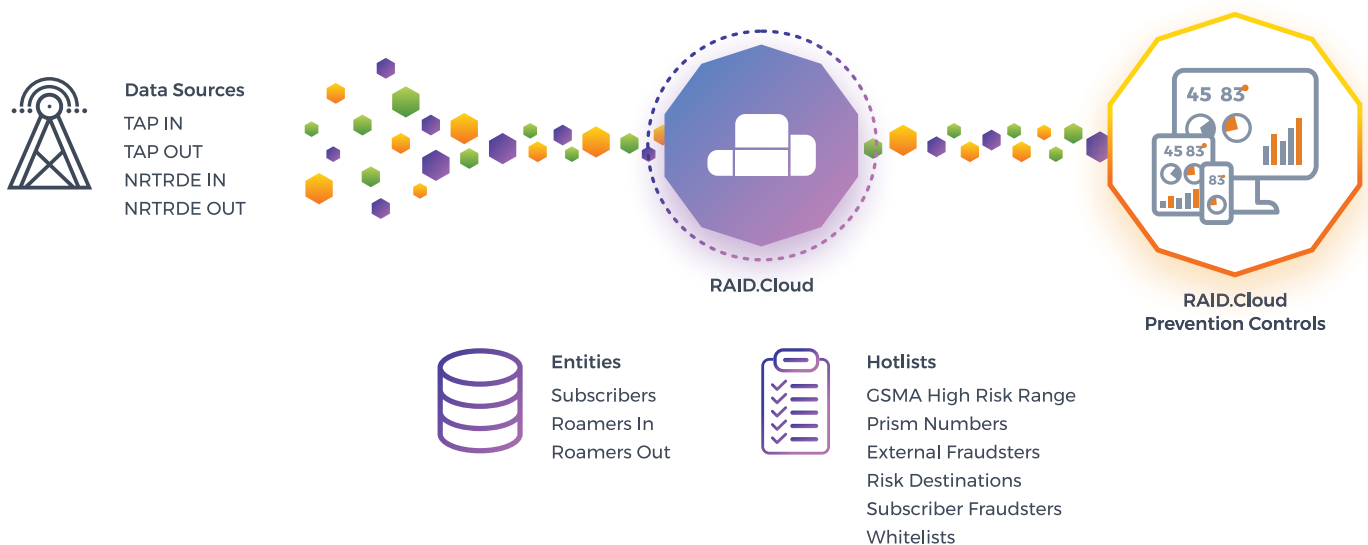 Data Sources
TAP IN
TAP OUT
NRTRDE IN
NRTRDE OUT
RAID.Cloud
45 83
45 83
83
RAID.Cloud
Prevention Controls
Entities
Subscribers
Roamers In
Roamers Out
Hotlists
GSMA High Risk Range
Prism Numbers
External Fraudsters
Risk Destinations
Subscriber Fraudsters
Whitelists